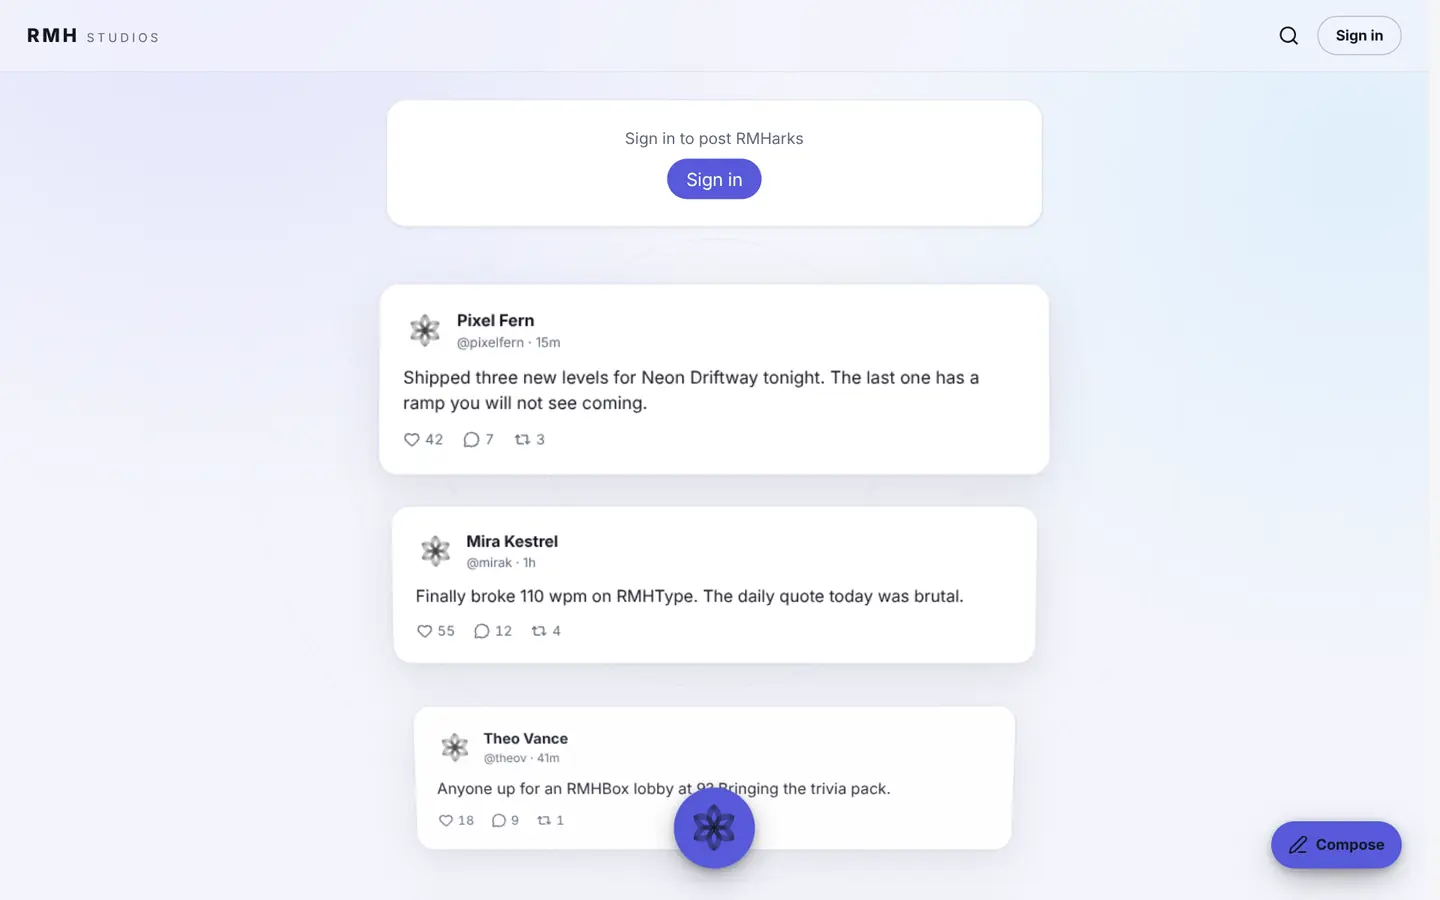 RMH STUDIOS
Sign in
Sign in to post RMHarks
Sign in
Pixel Fern
@pixelfern · 15m
Shipped three new levels for Neon Driftway tonight. The last one has a
ramp you will not see coming.
42 7 3
Mira Kestrel
@mirak · 1h
Finally broke 110 wpm on RMHType. The daily quote today was brutal.
55 12 4
Theo Vance
@theov · 41m
Anyone up for an RMHBox lobby at 9? Bringing the trivia pack.
18 9 1
Compose